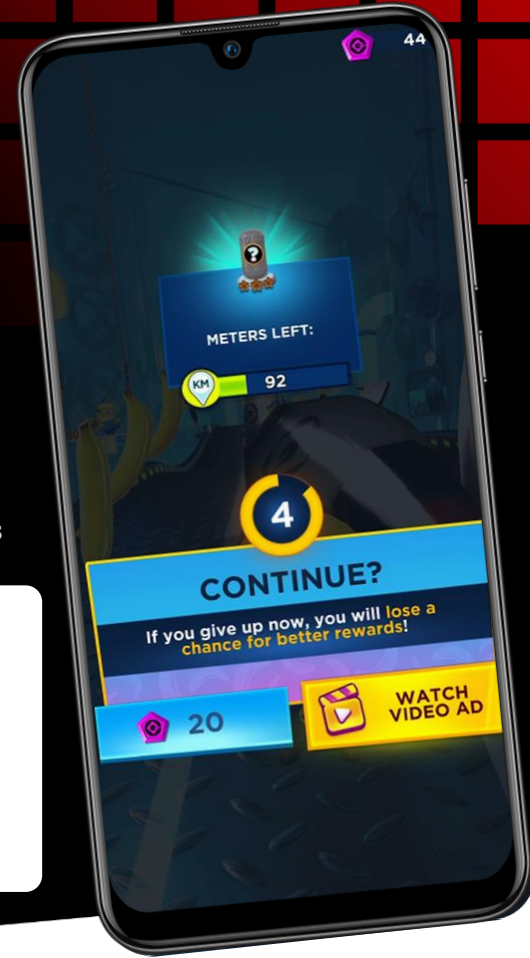 44
?
METERS LEFT:
KM
92
4
CONTINUE?
If you give up now, you will lose a
chance for better rewards!
20
WATCH
VIDEO AD
s